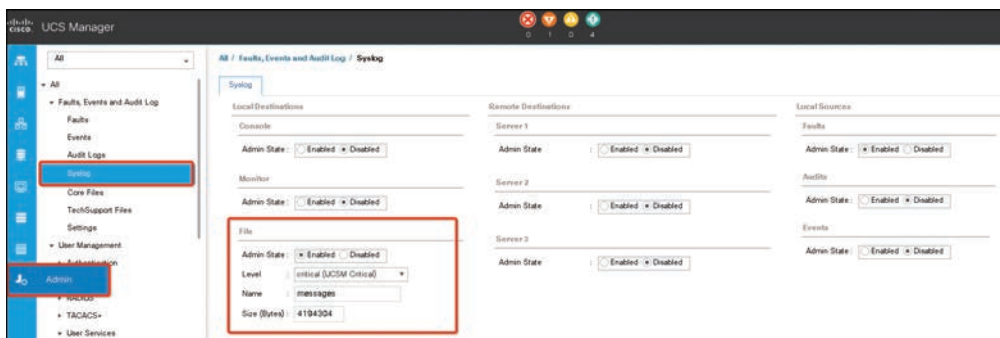 cisco. UCS Manager
0 1 0 4
All
All
Faults, Events and Audit Log
Faults
Events
Audit Logs
Syslog
Core Files
TechSupport Files
Settings
User Management
Authentication
Admin
RADIUS
TACACS+
User Services
All / Faults, Events and Audit Log / Syslog
Syslog
Local Destinations
Console
Admin State : Enabled Disabled
Monitor
Admin State : Enabled Disabled
File
Admin State : Enabled Disabled
Level : critical (UCSM Critical)
Name : messages
Size (Bytes) : 4194304
Remote Destinations
Server 1
Admin State : Enabled Disabled
Server 2
Admin State : Enabled Disabled
Server 3
Admin State : Enabled Disabled
Local Sources
Faults
Admin State : Enabled Disabled
Audits
Admin State : Enabled Disabled
Events
Admin State : Enabled Disabled